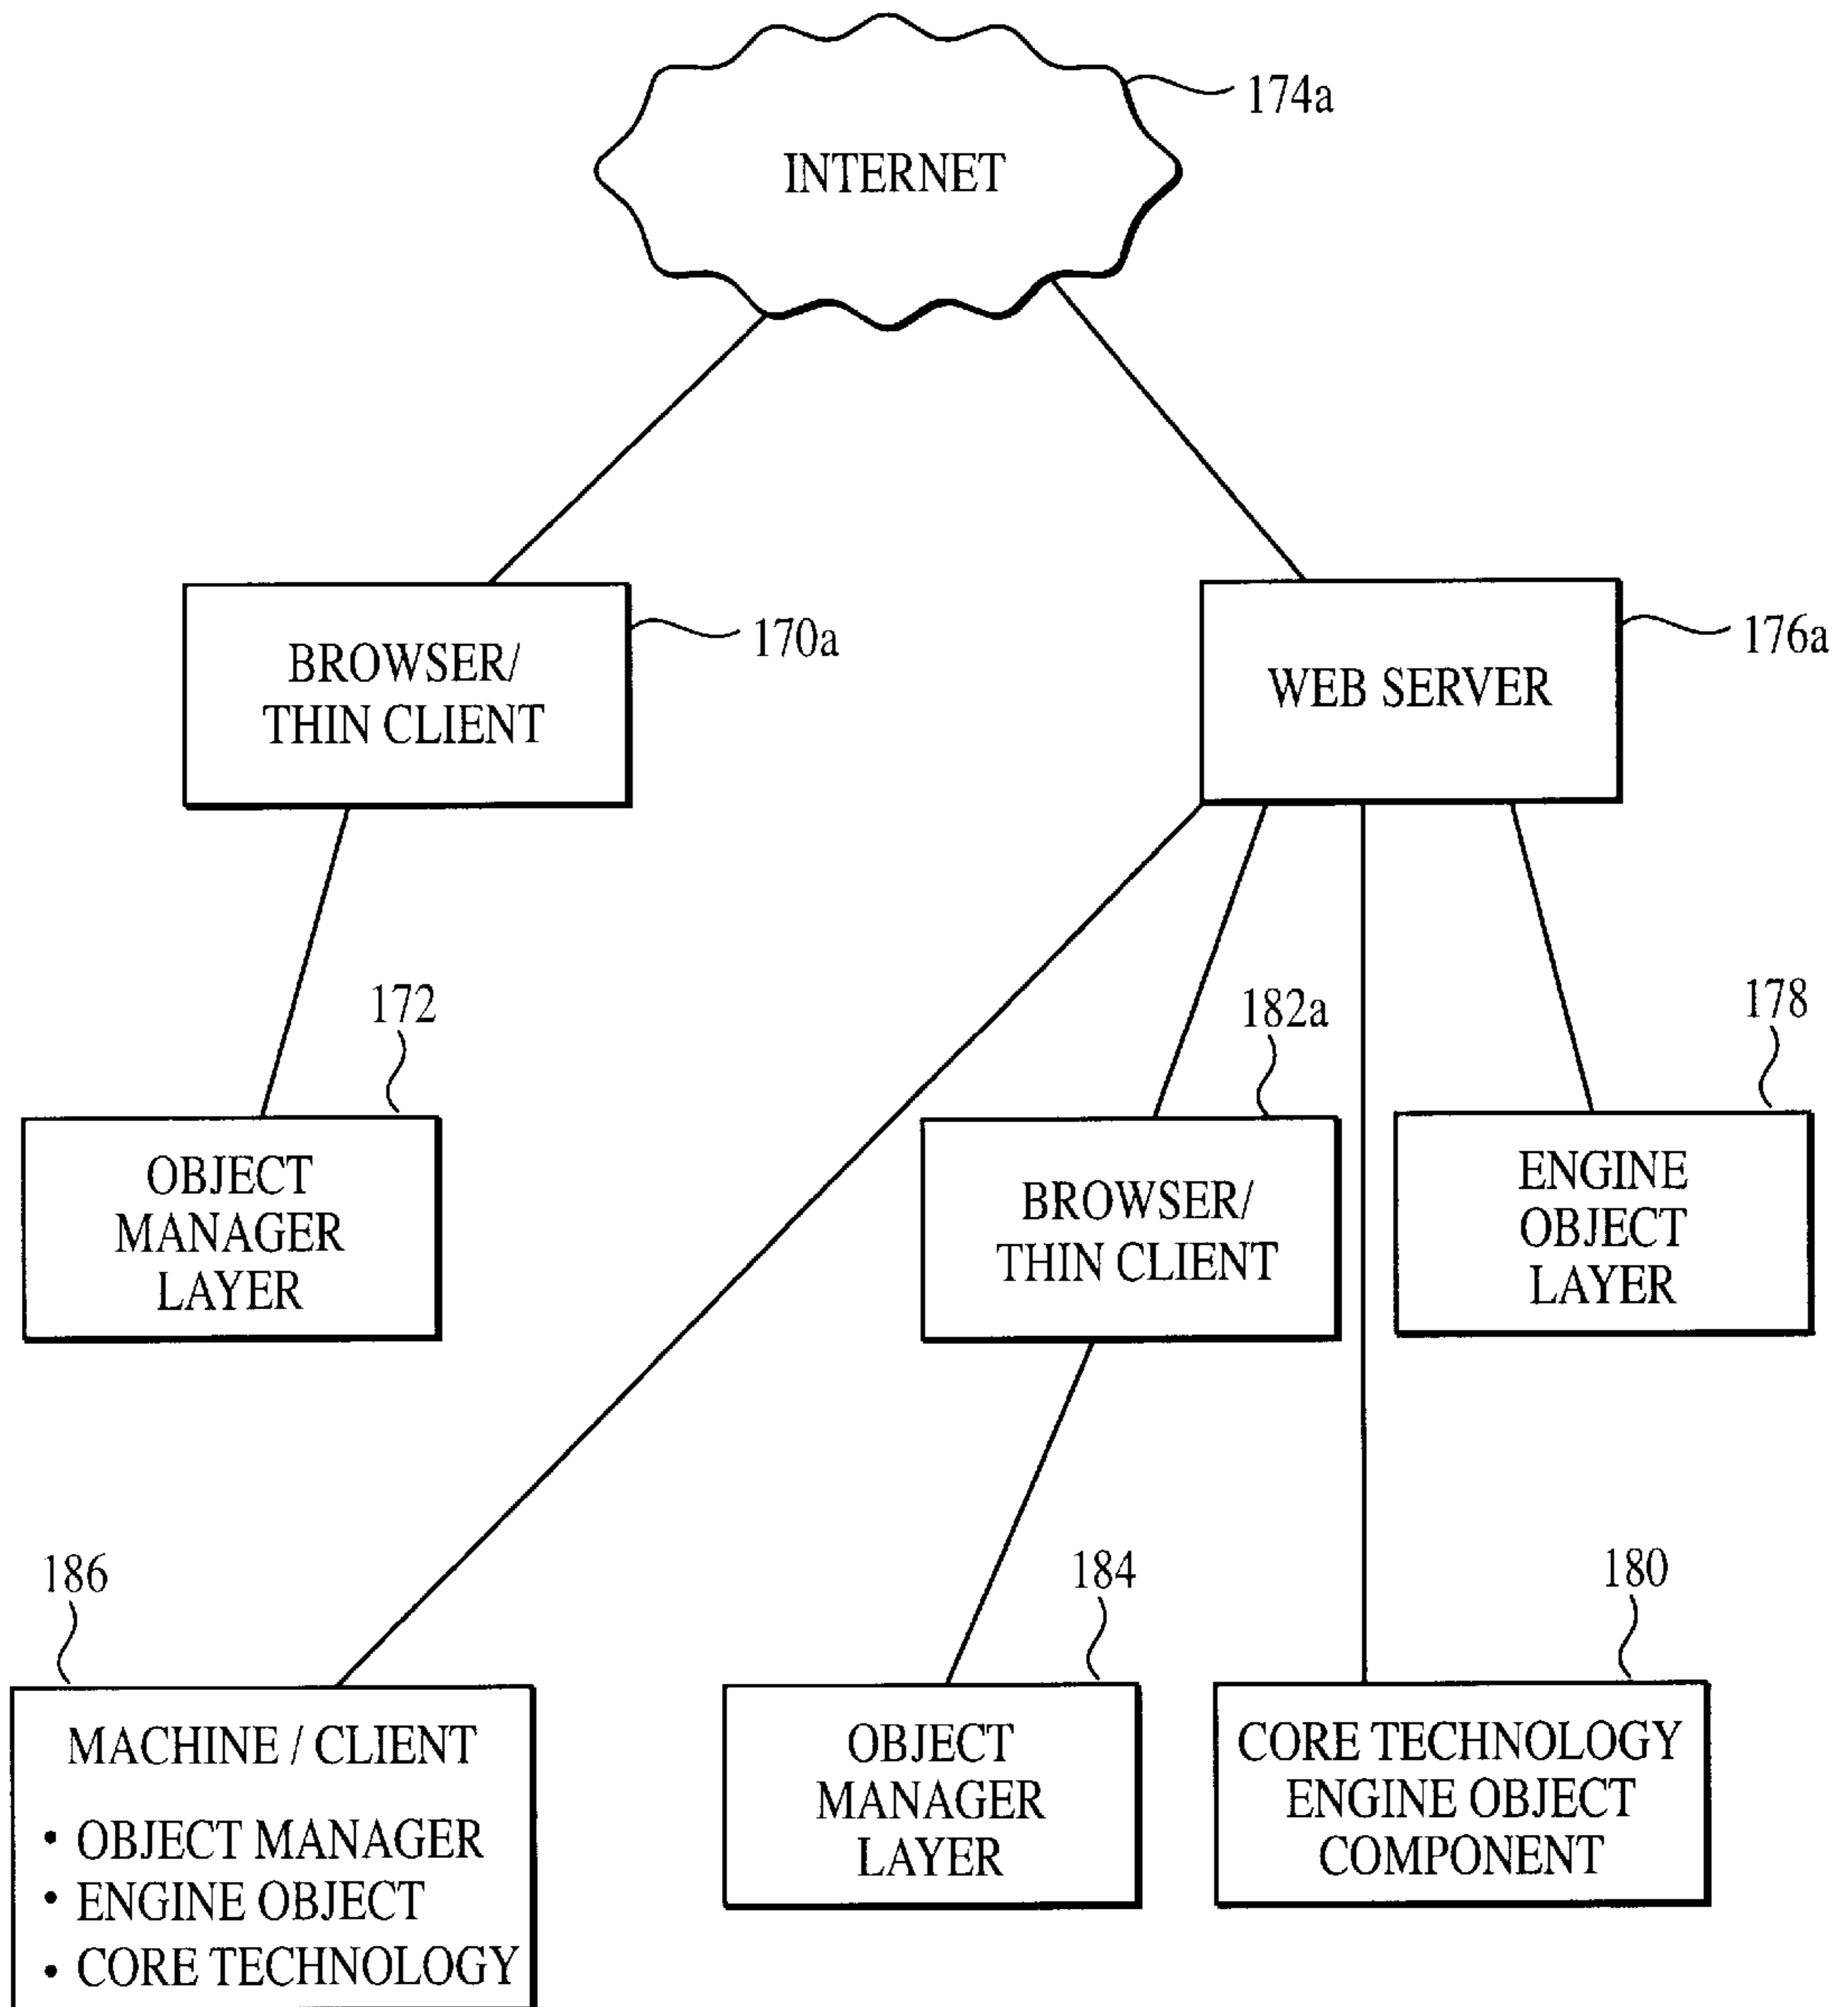 174a
INTERNET
170a
BROWSER/
THIN CLIENT
176a
WEB SERVER
172
OBJECT
MANAGER
LAYER
182a
BROWSER/
THIN CLIENT
178
ENGINE
OBJECT
LAYER
186
MACHINE / CLIENT
• OBJECT MANAGER
• ENGINE OBJECT
• CORE TECHNOLOGY
184
OBJECT
MANAGER
LAYER
180
CORE TECHNOLOGY
ENGINE OBJECT
COMPONENT